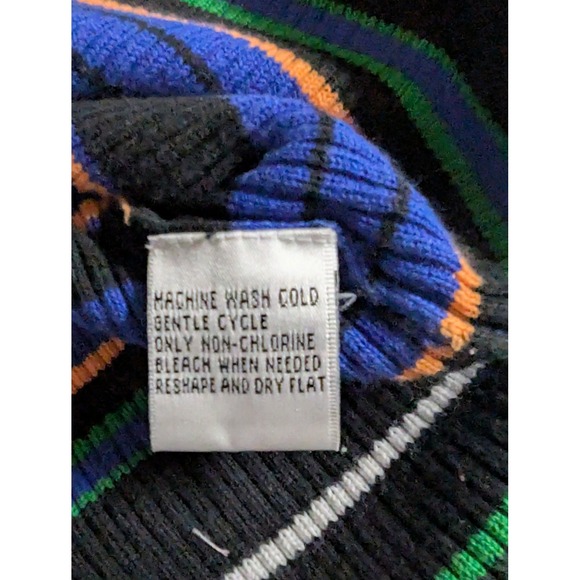 MACHINE WASH COLD
GENTLE CYCLE
ONLY NON-CHLORINE
BLEACH WHEN NEEDED
RESHAPE AND DRY FLAT